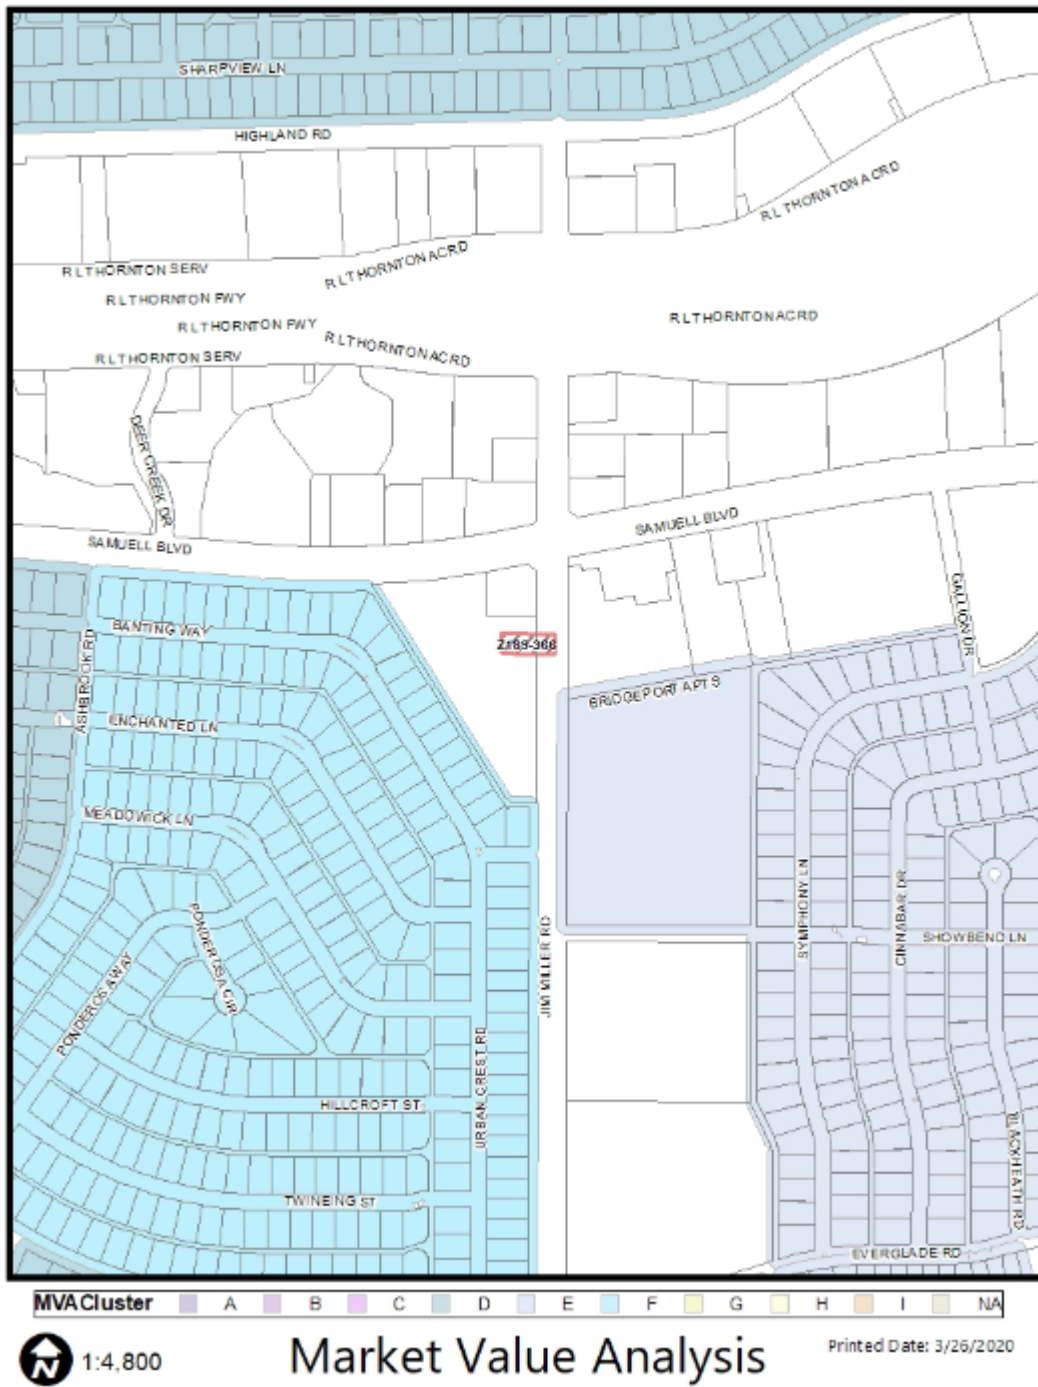 SHARPVIEW LN
HIGHLAND RD
R L THORNTON ACRD
R L THORNTON SERV
R L THORNTON ACRD
R L THORNTON FWY
R L THORNTON FWY
R L THORNTON ACRD
R L THORNTON ACRD
R L THORNTON SERV
DEER CREEK DR
SAMUELL BLVD
SAMUELL BLVD
GALLION DR
BANTING WAY
Z189-366
ASHBROOK RD
BRIDGEPORT APTS
ENCHANTED LN
MEADOWICK LN
PONDEROSA CIR
PONDEROSA WAY
JIM MILLER RD
SYMPHONY LN
CINNABAR DR
SHOWBEND LN
URBAN CREST RD
HILLCROFT ST
BLACKHEATH RD
TWINEING ST
EVERGLADE RD
MVACluster A B C D E F G H I NA
N
1:4,800
Market Value Analysis
Printed Date: 3/26/2020